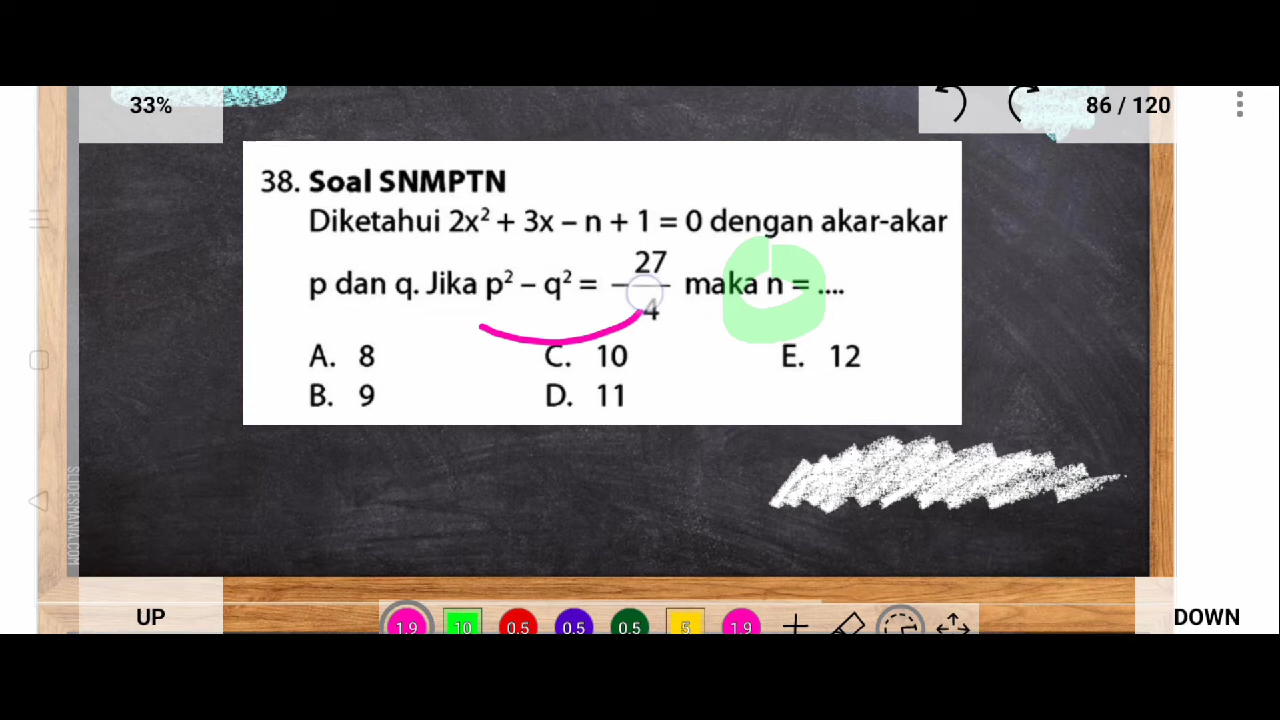 33%
86 / 120
38. Soal SNMPTN
Diketahui 2x² + 3x – n + 1 = 0 dengan akar-akar
p dan q. Jika p² – q² = –27/4 maka n = ....
A. 8 C. 10 E. 12
B. 9 D. 11
SLIDESMANIA.COM
UP
DOWN
1.9 10 0.5 0.5 0.5 5 1.9